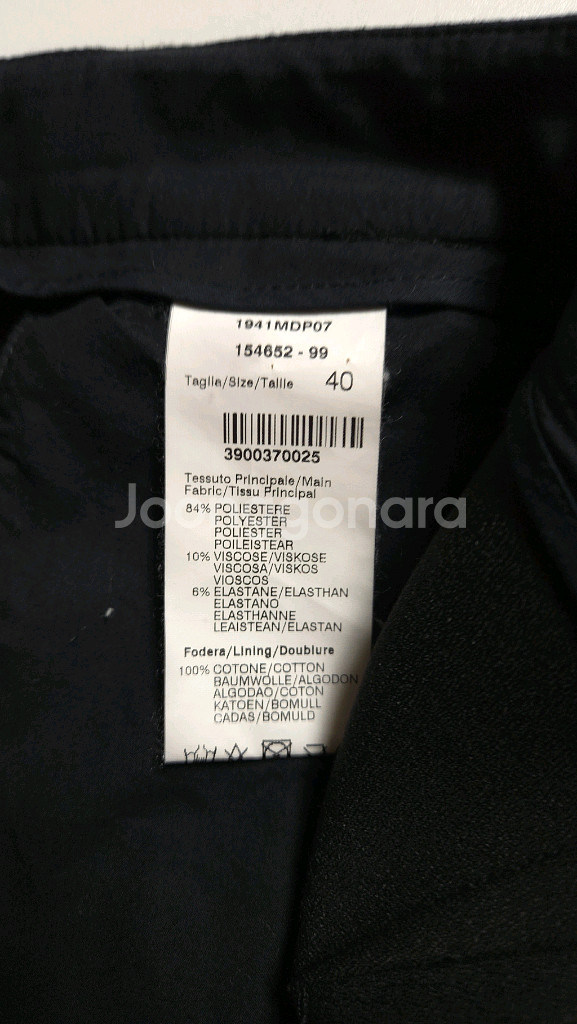 1941MDP07
154652 - 99
Taglia/Size/Taille 40
3900370025
Tessuto Principale/Main
Fabric/Tissu Principal
84% POLIESTERE
POLYESTER
POLIESTER
POILEISTEAR
10% VISCOSE/VISKOSE
VISCOSA/VISKOS
VIOSCOS
6% ELASTANE/ELASTHAN
ELASTANO
ELASTHANNE
LEAISTEAN/ELASTAN
Fodera/Lining/Doublure
100% COTONE/COTTON
BAUMWOLLE/ALGODON
ALGODAO/COTON
KATOEN/BOMULL
CADAS/BOMULD